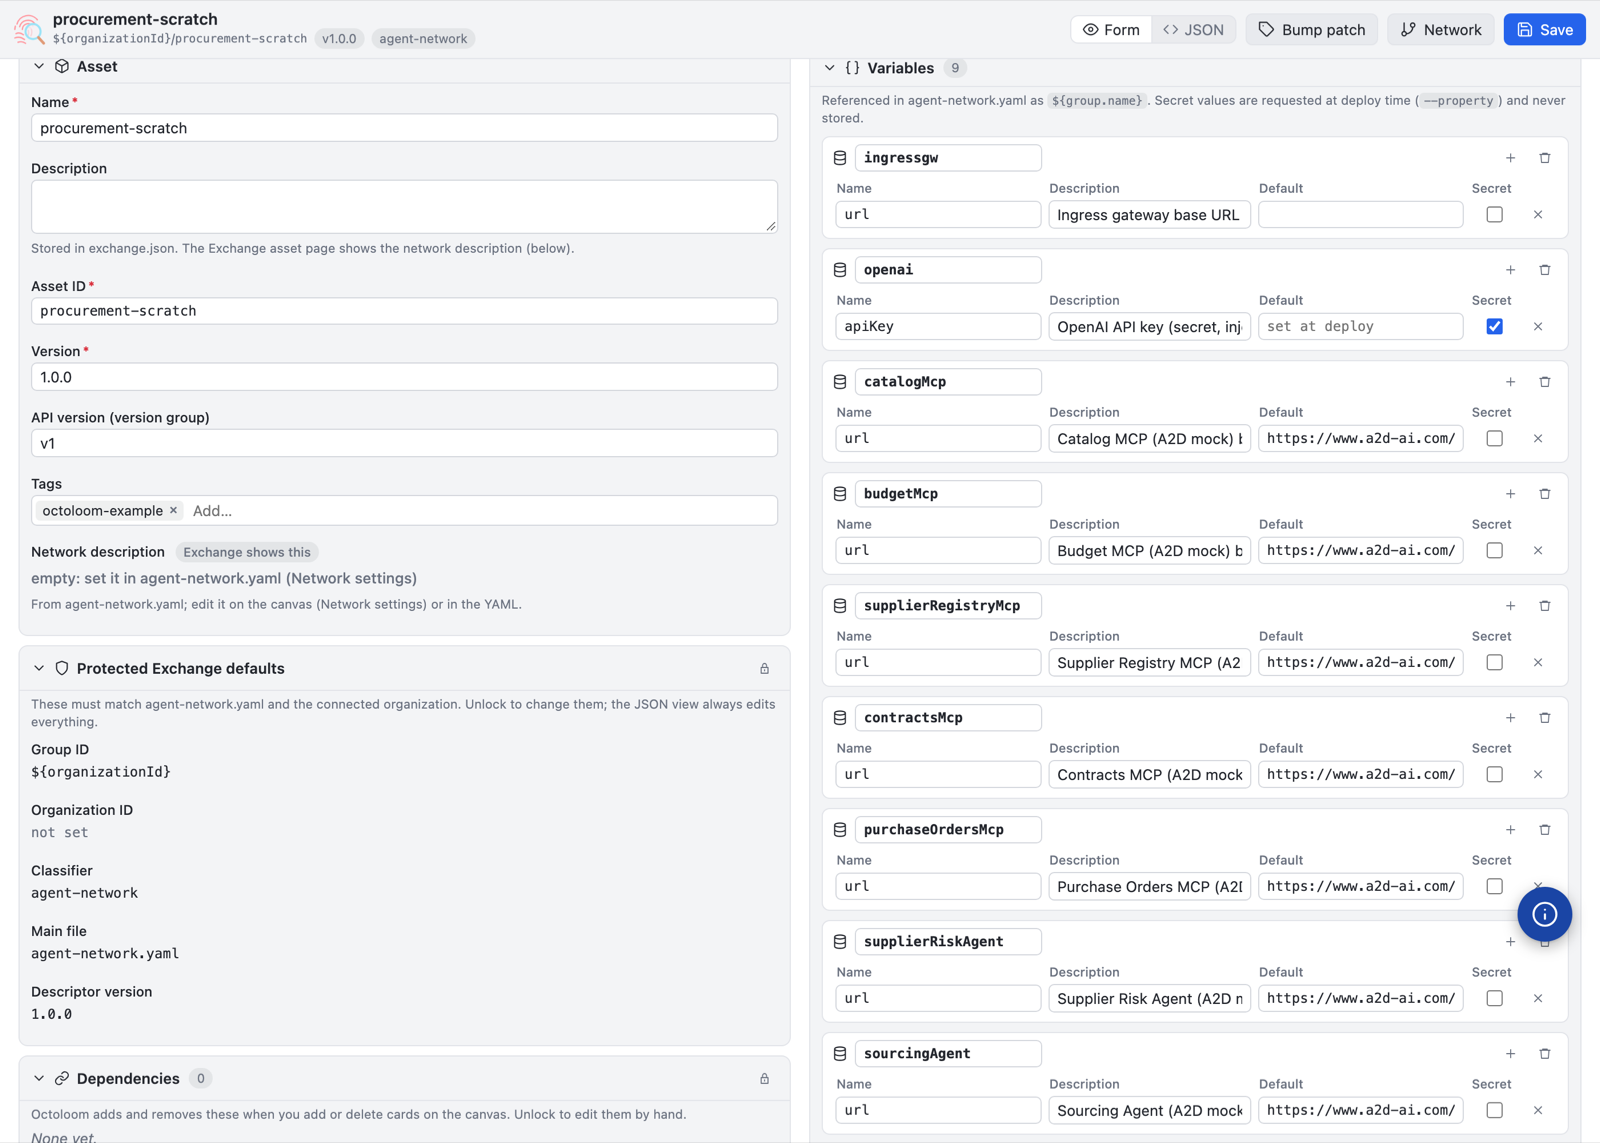 procurement-scratch
${organizationId}/procurement-scratch v1.0.0 agent-network
Form JSON Bump patch Network Save
Asset
Name*
procurement-scratch
Description
Stored in exchange.json. The Exchange asset page shows the network description (below).
Asset ID*
procurement-scratch
Version*
1.0.0
API version (version group)
v1
Tags
octoloom-example × Add...
Network description Exchange shows this
empty: set it in agent-network.yaml (Network settings)
From agent-network.yaml; edit it on the canvas (Network settings) or in the YAML.
Protected Exchange defaults
These must match agent-network.yaml and the connected organization. Unlock to change them; the JSON view always edits
everything.
Group ID
${organizationId}
Organization ID
not set
Classifier
agent-network
Main file
agent-network.yaml
Descriptor version
1.0.0
Dependencies 0
Octoloom adds and removes these when you add or delete cards on the canvas. Unlock to edit them by hand.
None yet.
{} Variables 9
Referenced in agent-network.yaml as ${group.name}. Secret values are requested at deploy time (--property) and never
stored.
ingressgw
Name Description Default Secret
url Ingress gateway base URL
openai
Name Description Default Secret
apiKey OpenAI API key (secret, inj set at deploy
catalogMcp
Name Description Default Secret
url Catalog MCP (A2D mock) b https://www.a2d-ai.com/
budgetMcp
Name Description Default Secret
url Budget MCP (A2D mock) b https://www.a2d-ai.com/
supplierRegistryMcp
Name Description Default Secret
url Supplier Registry MCP (A2 https://www.a2d-ai.com/
contractsMcp
Name Description Default Secret
url Contracts MCP (A2D mock https://www.a2d-ai.com/
purchaseOrdersMcp
Name Description Default Secret
url Purchase Orders MCP (A2D https://www.a2d-ai.com/
supplierRiskAgent
Name Description Default Secret
url Supplier Risk Agent (A2D m https://www.a2d-ai.com/
sourcingAgent
Name Description Default Secret
url Sourcing Agent (A2D mock https://www.a2d-ai.com/